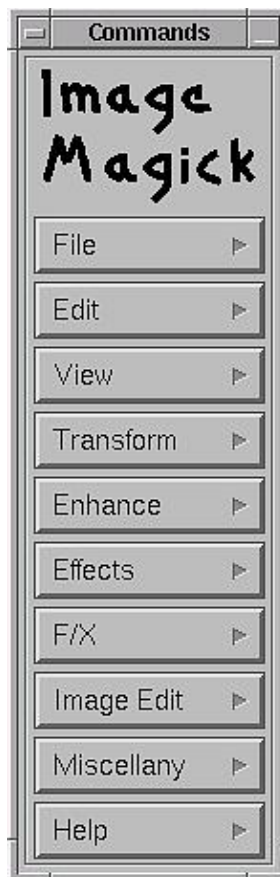 Commands
Image
Magick
File
Edit
View
Transform
Enhance
Effects
F/X
Image Edit
Miscellany
Help